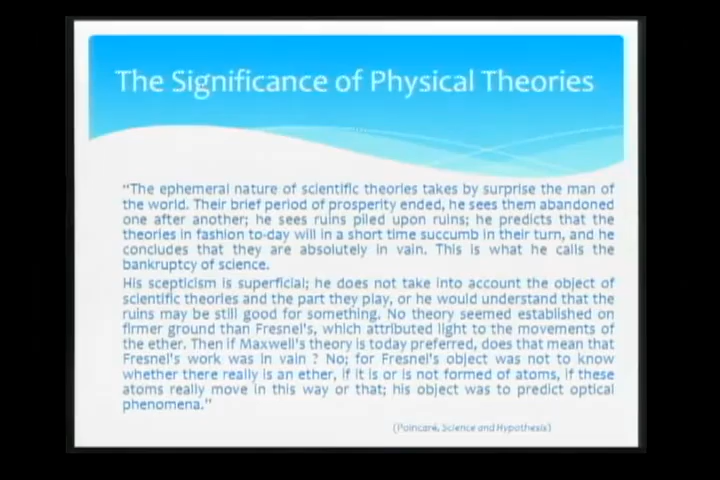 The Significance of Physical Theories
“The ephemeral nature of scientific theories takes by surprise the man of
the world. Their brief period of prosperity ended, he sees them abandoned
one after another; he sees ruins piled upon ruins; he predicts that the
theories in fashion to-day will in a short time succumb in their turn, and he
concludes that they are absolutely in vain. This is what he calls the
bankruptcy of science.
His scepticism is superficial; he does not take into account the object of
scientific theories and the part they play, or he would understand that the
ruins may be still good for something. No theory seemed established on
firmer ground than Fresnel's, which attributed light to the movements of
the ether. Then if Maxwell's theory is today preferred, does that mean that
Fresnel's work was in vain ? No; for Fresnel's object was not to know
whether there really is an ether, if it is or is not formed of atoms, if these
atoms really move in this way or that; his object was to predict optical
phenomena.”
(Poincaré, Science and Hypothesis)